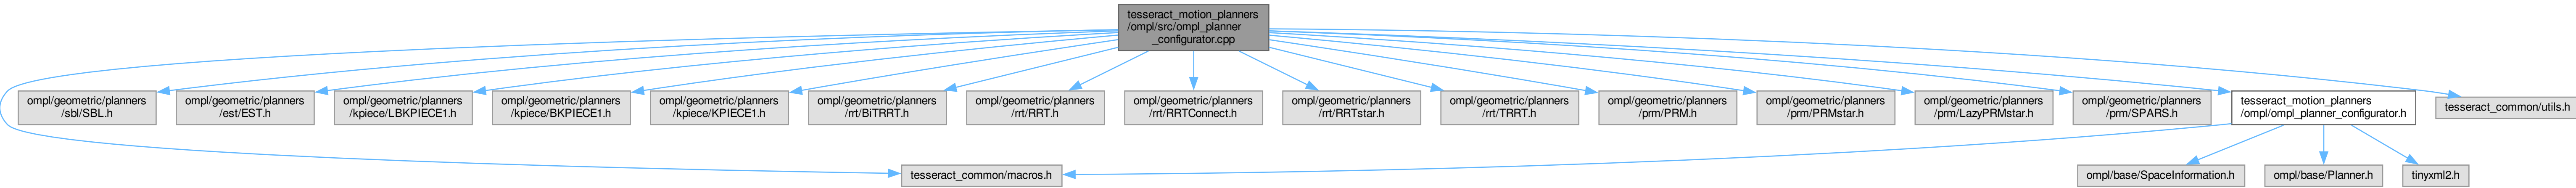 tesseract_motion_planners
/ompl/src/ompl_planner
_configurator.cpp
ompl/geometric/planners
/sbl/SBL.h
ompl/geometric/planners
/est/EST.h
ompl/geometric/planners
/kpiece/LBKPIECE1.h
ompl/geometric/planners
/kpiece/BKPIECE1.h
ompl/geometric/planners
/kpiece/KPIECE1.h
ompl/geometric/planners
/rrt/BiTRRT.h
ompl/geometric/planners
/rrt/RRT.h
ompl/geometric/planners
/rrt/RRTConnect.h
ompl/geometric/planners
/rrt/RRTstar.h
ompl/geometric/planners
/rrt/TRRT.h
ompl/geometric/planners
/prm/PRM.h
ompl/geometric/planners
/prm/PRMstar.h
ompl/geometric/planners
/prm/LazyPRMstar.h
ompl/geometric/planners
/prm/SPARS.h
tesseract_motion_planners
/ompl/ompl_planner_configurator.h
tesseract_common/utils.h
tesseract_common/macros.h
ompl/base/SpaceInformation.h
ompl/base/Planner.h
tinyxml2.h